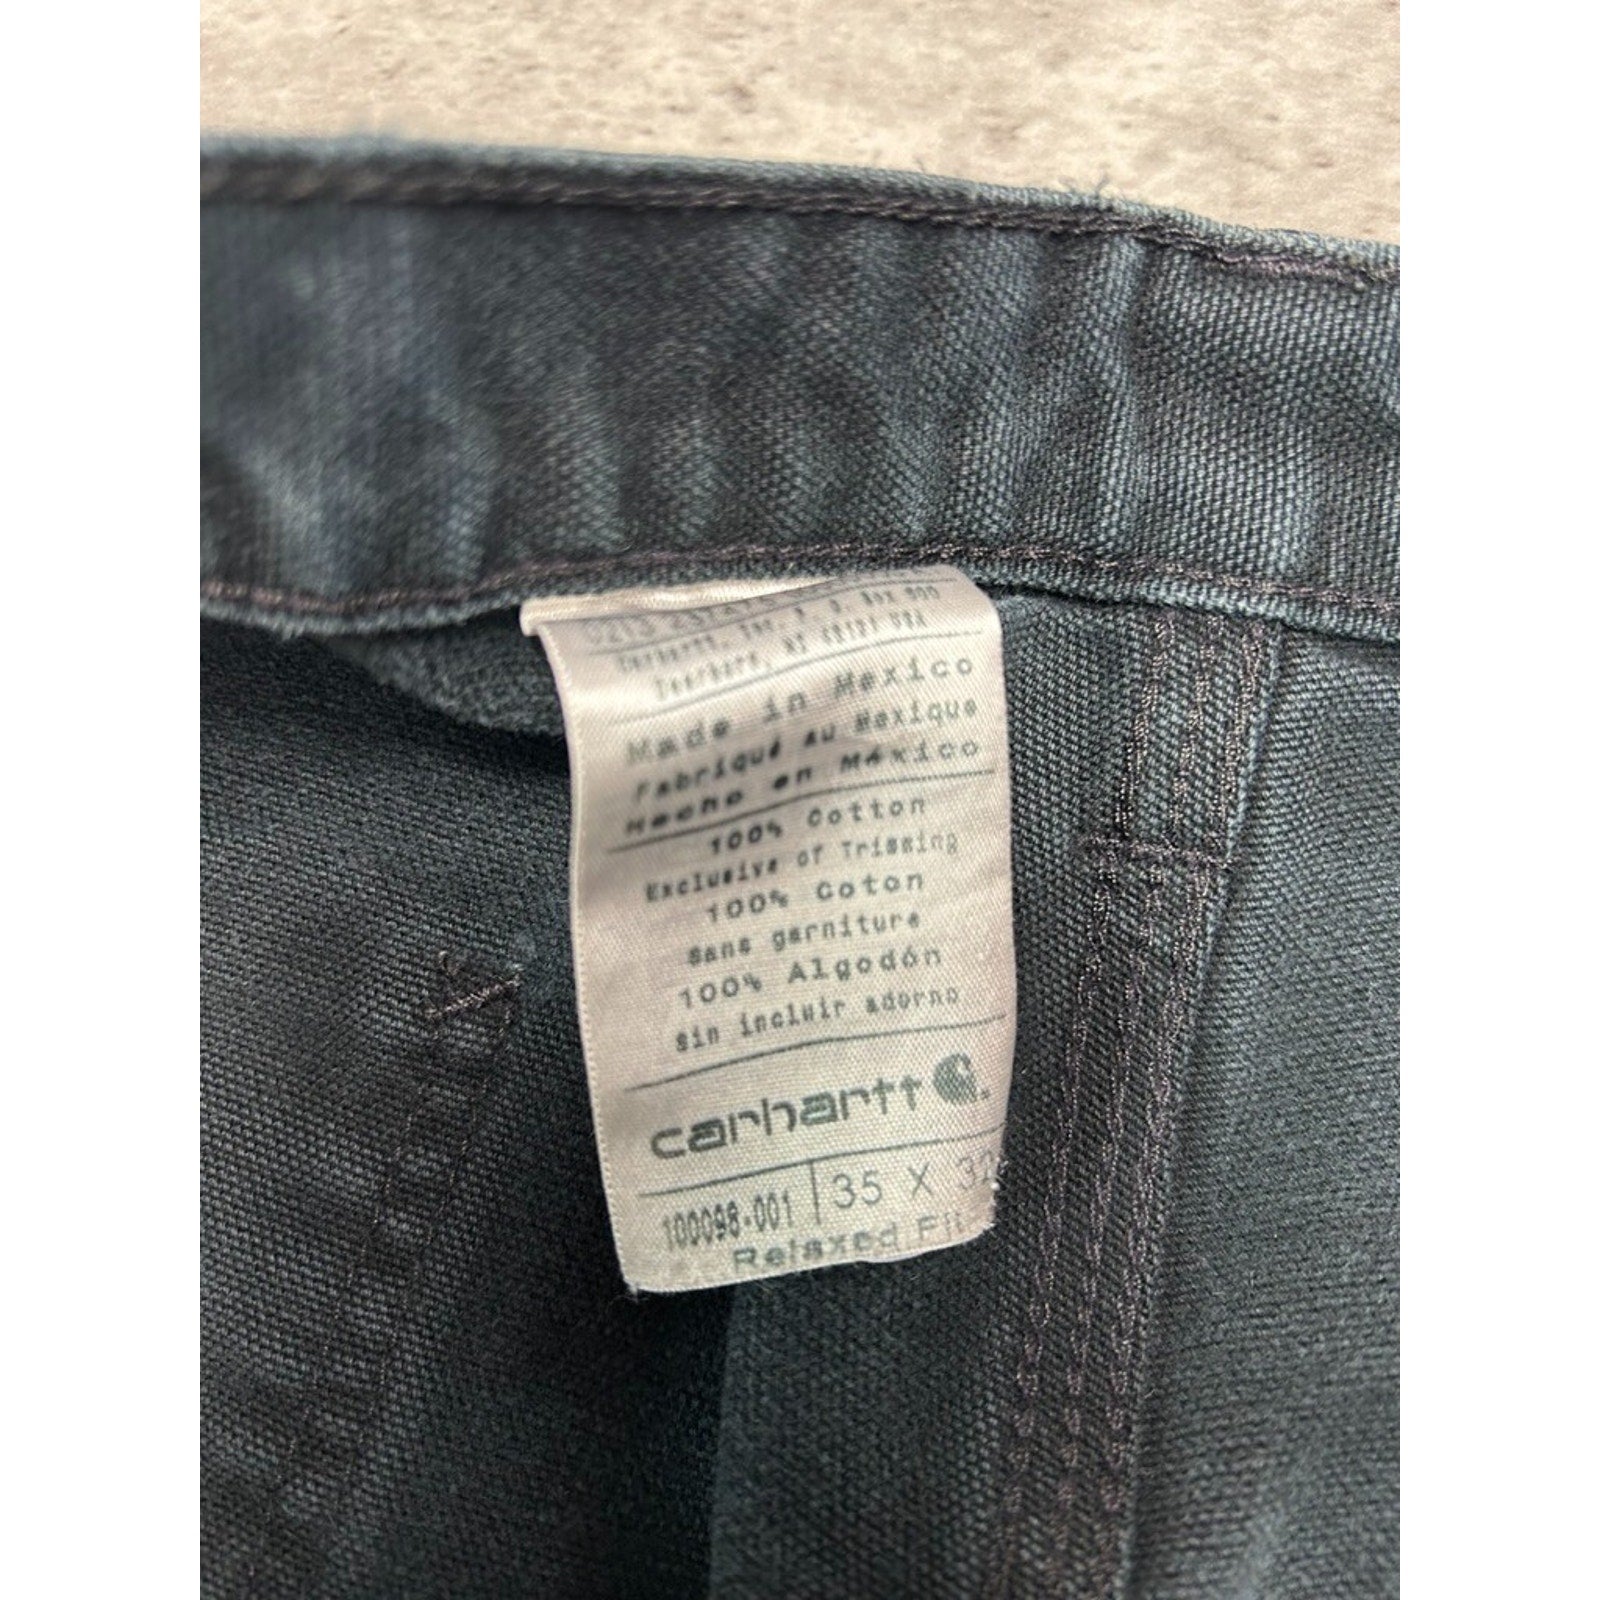 Made in Mexico
Fabriqué au Mexique
Hecho en México
100% Cotton
Exclusive of Trimming
100% Coton
sans garniture
100% Algodón
sin incluir adorno
carhartt
100098-001 35 X 32
Relaxed Fit